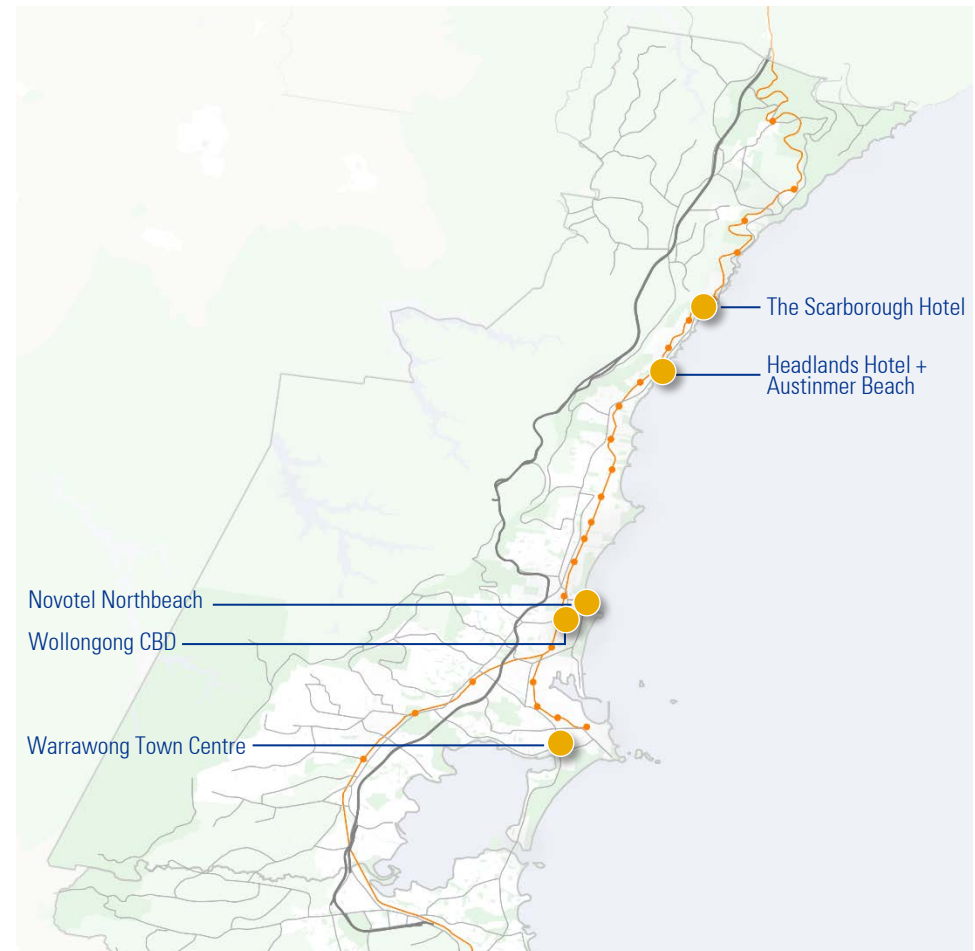 The Scarborough Hotel
Headlands Hotel +
Austinmer Beach
Novotel Northbeach
Wollongong CBD
Warrawong Town Centre